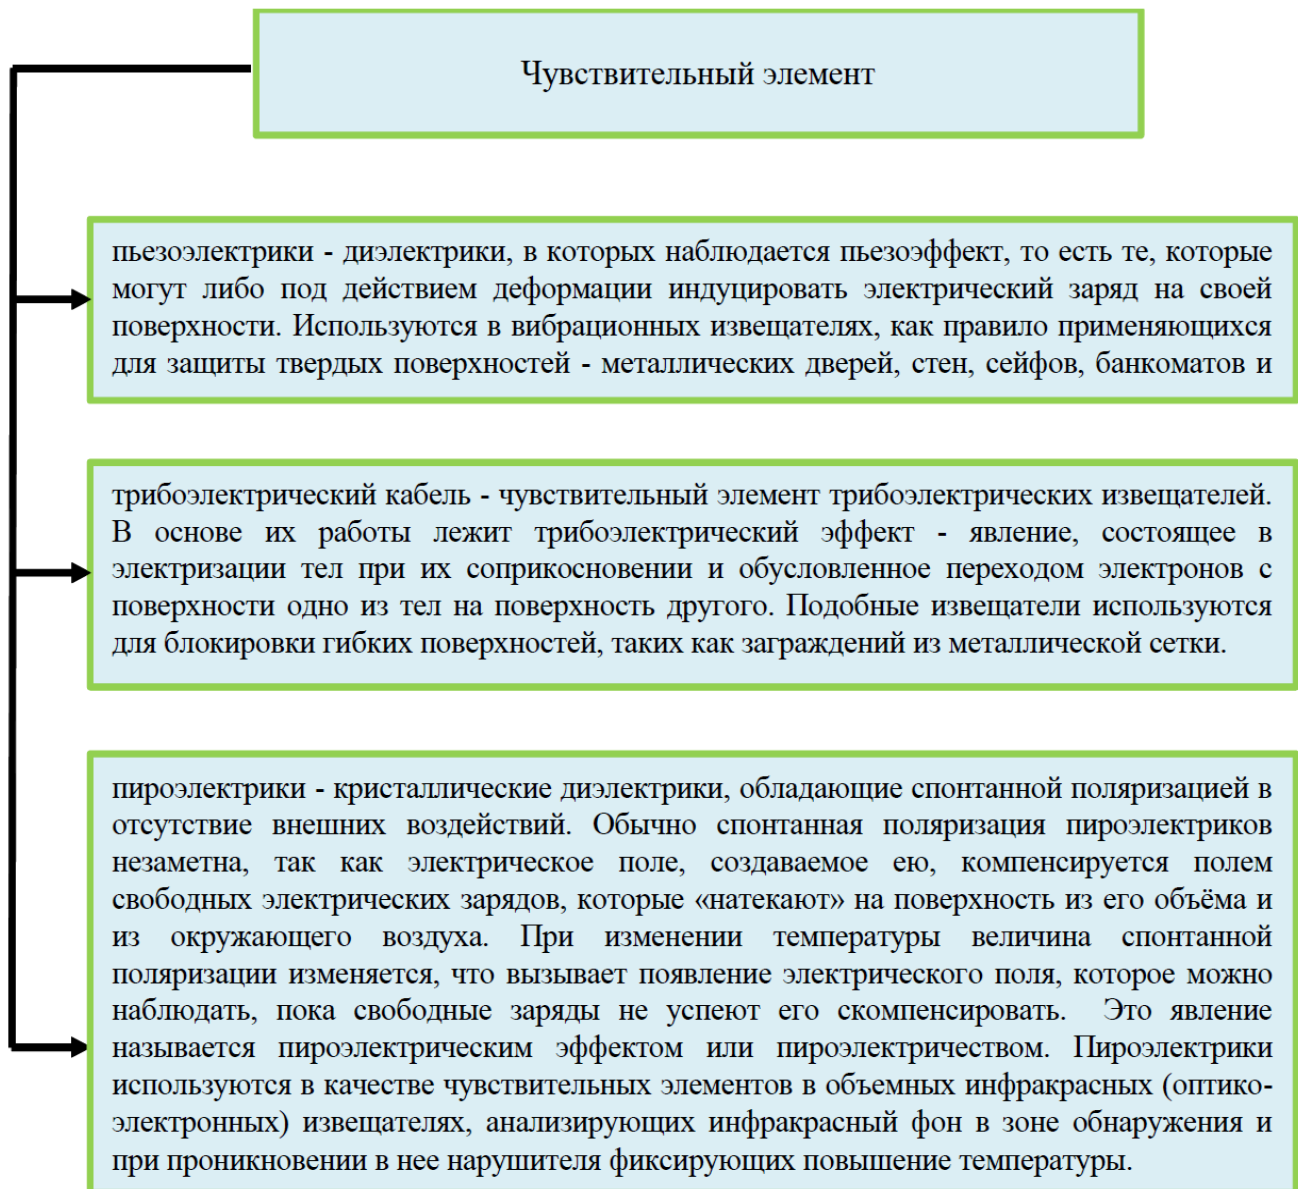 Чувствительный элемент
пьезоэлектрики - диэлектрики, в которых наблюдается пьезоэффект, то есть те, которые
могут либо под действием деформации индуцировать электрический заряд на своей
поверхности. Используются в вибрационных извещателях, как правило применяющихся
для защиты твердых поверхностей - металлических дверей, стен, сейфов, банкоматов и
трибоэлектрический кабель - чувствительный элемент трибоэлектрических извещателей.
В основе их работы лежит трибоэлектрический эффект - явление, состоящее в
электризации тел при их соприкосновении и обусловленное переходом электронов с
поверхности одно из тел на поверхность другого. Подобные извещатели используются
для блокировки гибких поверхностей, таких как заграждений из металлической сетки.
пироэлектрики - кристаллические диэлектрики, обладающие спонтанной поляризацией в
отсутствие внешних воздействий. Обычно спонтанная поляризация пироэлектриков
незаметна, так как электрическое поле, создаваемое ею, компенсируется полем
свободных электрических зарядов, которые «натекают» на поверхность из его объёма и
из окружающего воздуха. При изменении температуры величина спонтанной
поляризации изменяется, что вызывает появление электрического поля, которое можно
наблюдать, пока свободные заряды не успеют его скомпенсировать. Это явление
называется пироэлектрическим эффектом или пироэлектричеством. Пироэлектрики
используются в качестве чувствительных элементов в объемных инфракрасных (оптико-
электронных) извещателях, анализирующих инфракрасный фон в зоне обнаружения и
при проникновении в нее нарушителя фиксирующих повышение температуры.